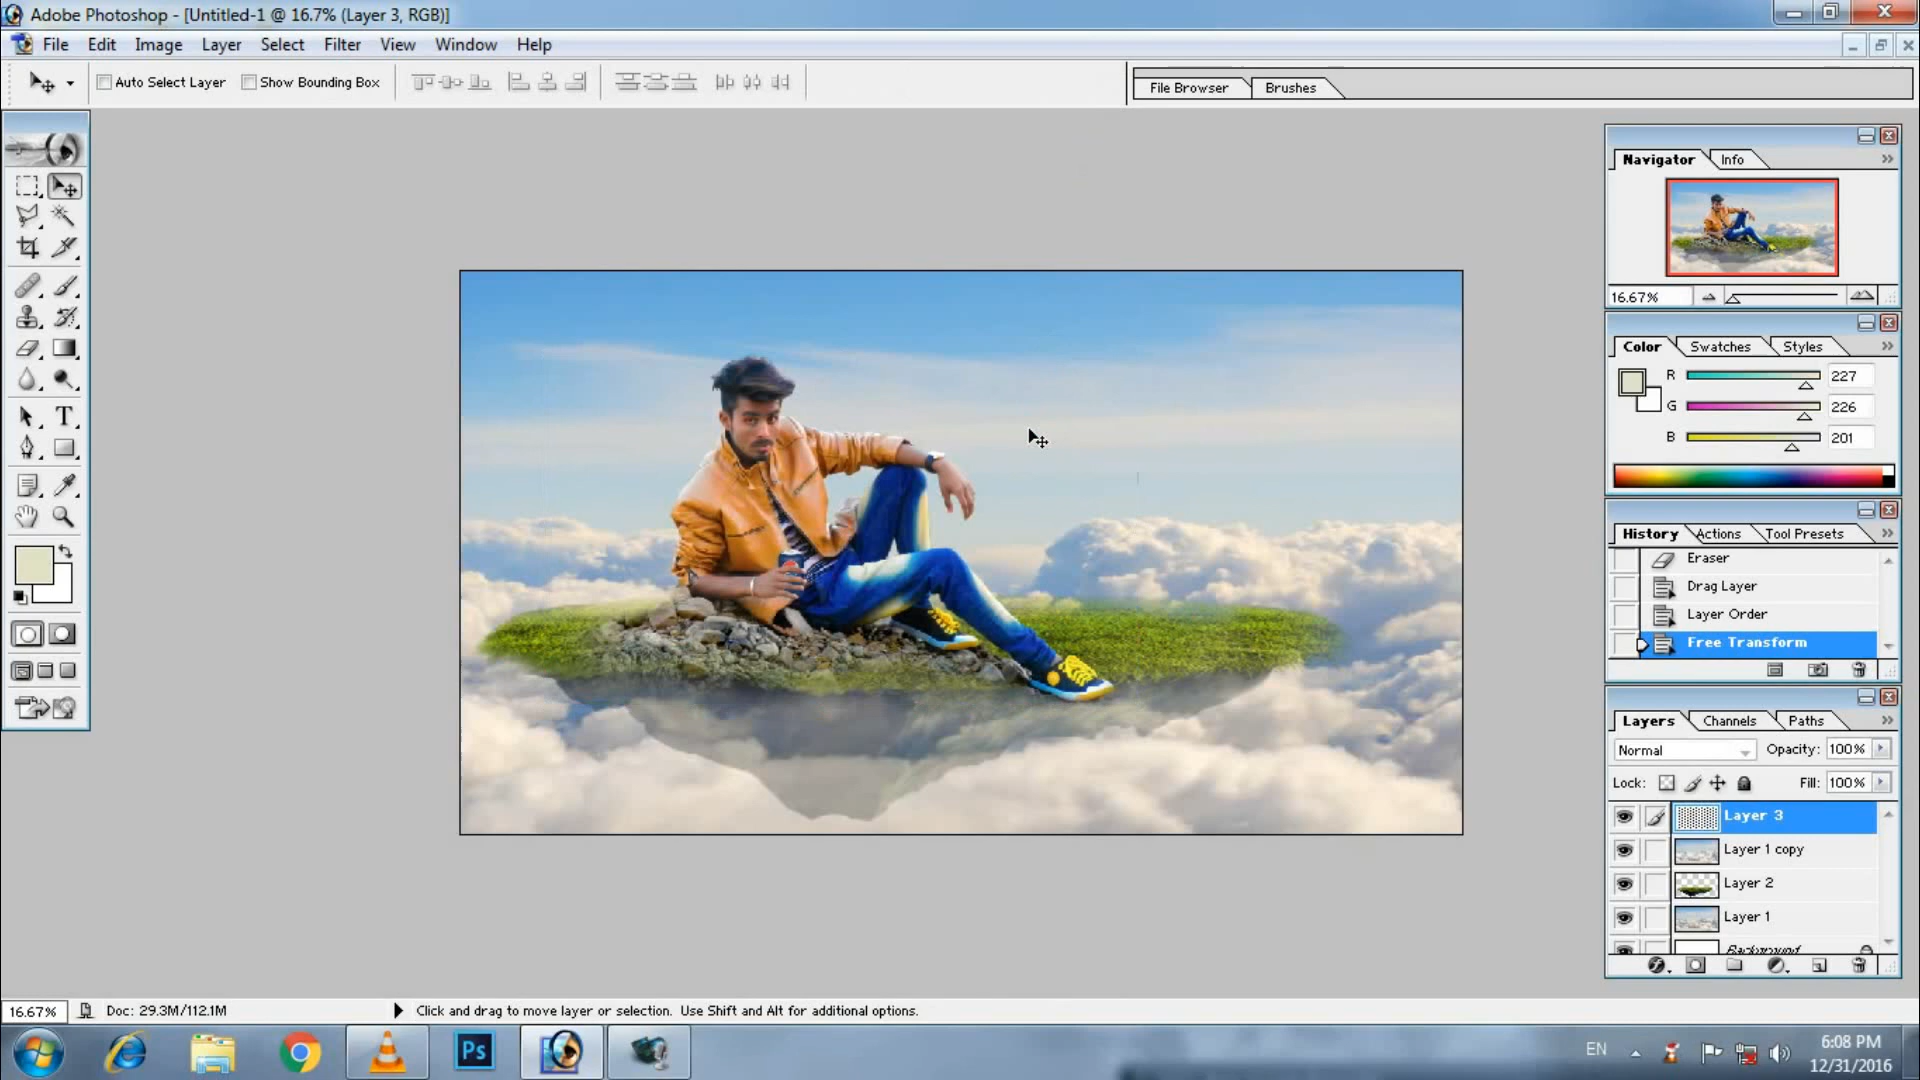 Adobe Photoshop - [Untitled-1 @ 16.7% (Layer 3, RGB)]
File Edit Image Layer Select Filter View Window Help
Auto Select Layer Show Bounding Box
File Browser Brushes
Navigator Info
16.67%
Color Swatches Styles
R 227
G 226
B 201
History Actions Tool Presets
Eraser
Drag Layer
Layer Order
Free Transform
Layers Channels Paths
Normal Opacity: 100%
Lock: Fill: 100%
Layer 3
Layer 1 copy
Layer 2
Layer 1
Background
T
16.67% Doc: 29.3M/112.1M Click and drag to move layer or selection. Use Shift and Alt for additional options.
Ps
EN
6:08 PM
12/31/2016